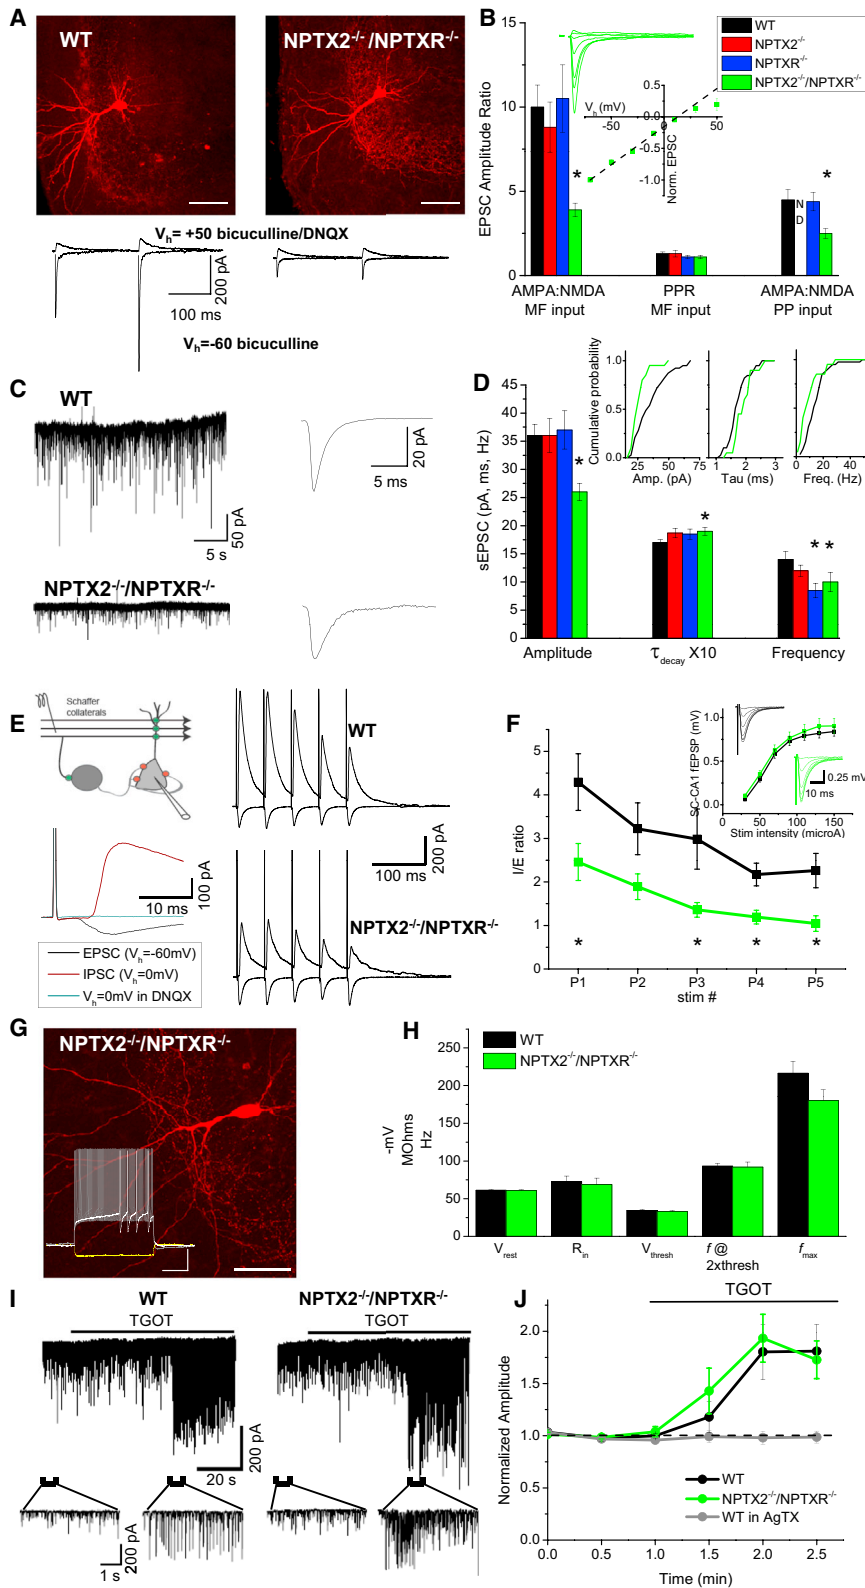 A
WT
NPTX2-/-/NPTXR-/-
Vh= +50 bicuculline/DNQX
200 pA
100 ms
Vh=-60 bicuculline
B
EPSC Amplitude Ratio
15
10
5
0
WT
NPTX2-/-
NPTXR-/-
NPTX2-/-/NPTXR-/-
Vh (mV)
-50
0
50
0.5
0.0
-0.5
-1.0
Norm. EPSC
*
N
D
*
AMPA:NMDA
MF input
PPR
MF input
AMPA:NMDA
PP input
C
WT
50 pA
5 s
20 pA
5 ms
NPTX2-/-/NPTXR-/-
D
sEPSC (pA, ms, Hz)
45
40
35
30
25
20
15
10
5
0
Cumulative probability
1.0
0.5
0.0
25
50
75
Amp. (pA)
1
2
3
Tau (ms)
0
20
40
Freq. (Hz)
*
*
* *
Amplitude
τdecay X10
Frequency
E
Schaffer
collaterals
WT
100 pA
10 ms
200 pA
100 ms
NPTX2-/-/NPTXR-/-
EPSC (Vh=-60mV)
IPSC (Vh=0mV)
Vh=0mV in DNQX
F
I/E ratio
6
5
4
3
2
1
0
SC-CA1 fEPSP (mV)
1.0
0.5
0.0
0.25 mV
10 ms
0
50
100
150
Stim intensity (microA)
*
*
*
*
P1
P2
P3
P4
P5
stim #
G
NPTX2-/-/NPTXR-/-
H
WT
NPTX2-/-/NPTXR-/-
-mV
MOhms
Hz
250
200
150
100
50
0
Vrest
Rin
Vthresh
f @
2xthresh
fmax
I
WT
NPTX2-/-/NPTXR-/-
TGOT
TGOT
200 pA
20 s
200 pA
1 s
J
TGOT
Normalized Amplitude
2.0
1.5
1.0
1.0
0.5
0.0
WT
NPTX2-/-/NPTXR-/-
WT in AgTX
0.0
0.5
1.0
1.5
2.0
2.5
Time (min)